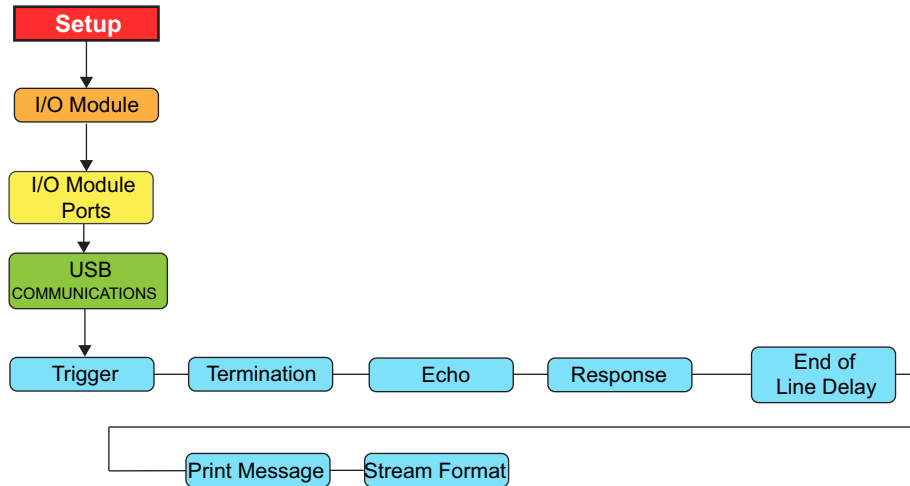 Setup
I/O Module
I/O Module
Ports
USB
COMMUNICATIONS
Trigger
Termination
Echo
Response
End of
Line Delay
Print Message
Stream Format